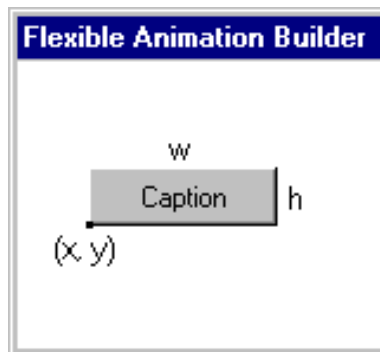 Flexible Animation Builder
w
Caption
h
(x, y)